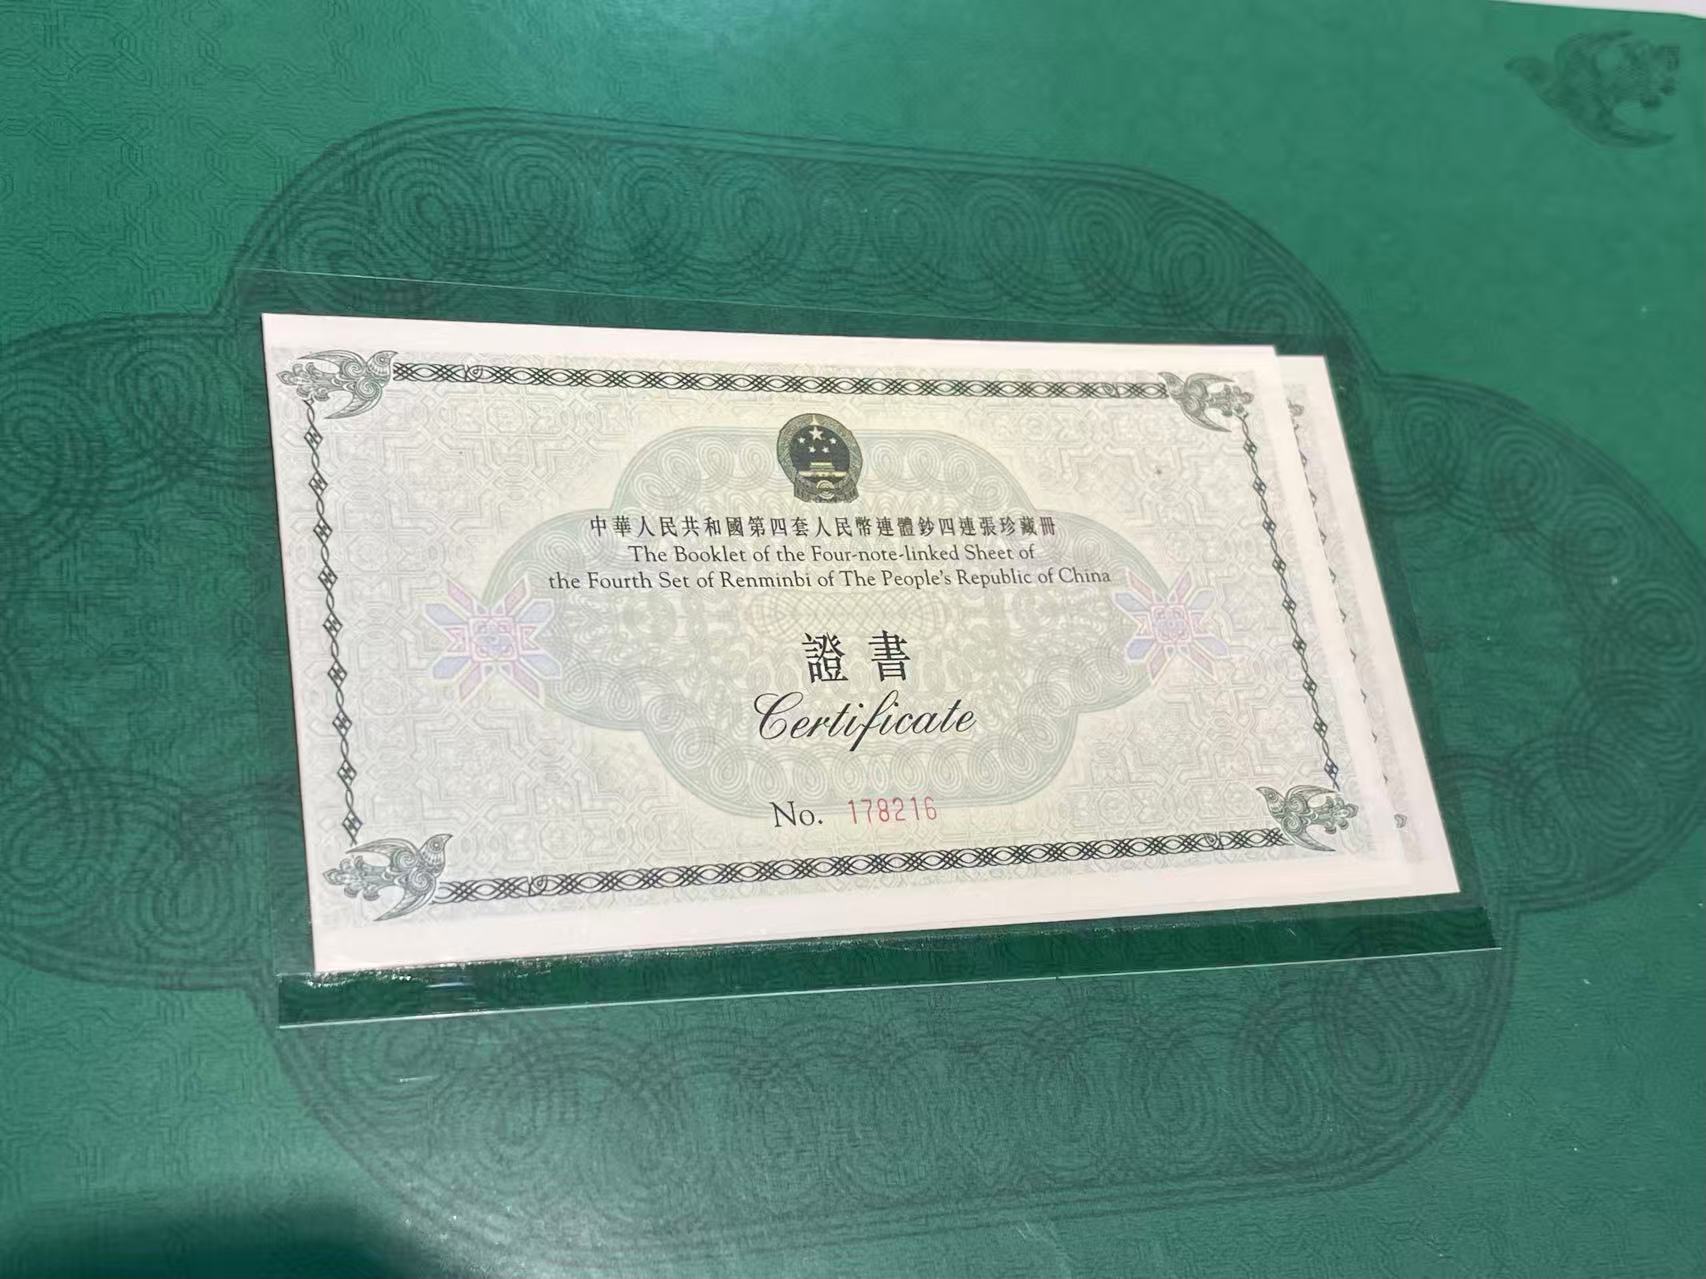 中華人民共和國第四套人民幣連體鈔四連張珍藏冊
The Booklet of the Four-note-linked Sheet of
the Fourth Set of Renminbi of The People's Republic of China
證書
Certificate
No. 178216